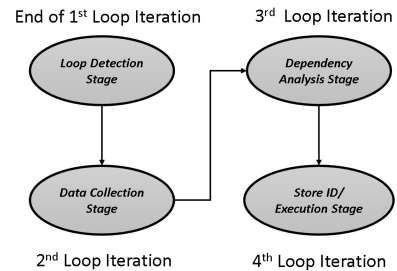 End of 1st Loop Iteration
Loop Detection
Stage
Data Collection
Stage
2nd Loop Iteration
3rd Loop Iteration
Dependency
Analysis Stage
Store ID/
Execution Stage
4th Loop Iteration